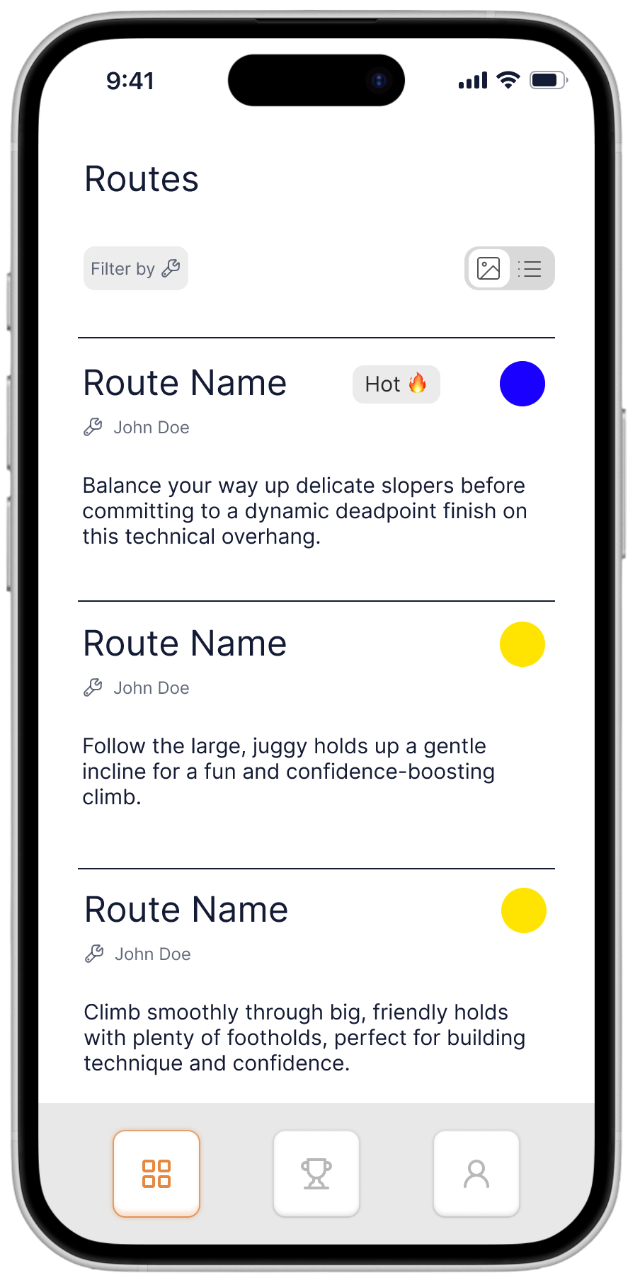 9:41
Routes
Filter by
Route Name
Hot 🔥
John Doe
Balance your way up delicate slopers before
committing to a dynamic deadpoint finish on
this technical overhang.
Route Name
John Doe
Follow the large, juggy holds up a gentle
incline for a fun and confidence-boosting
climb.
Route Name
John Doe
Climb smoothly through big, friendly holds
with plenty of footholds, perfect for building
technique and confidence.